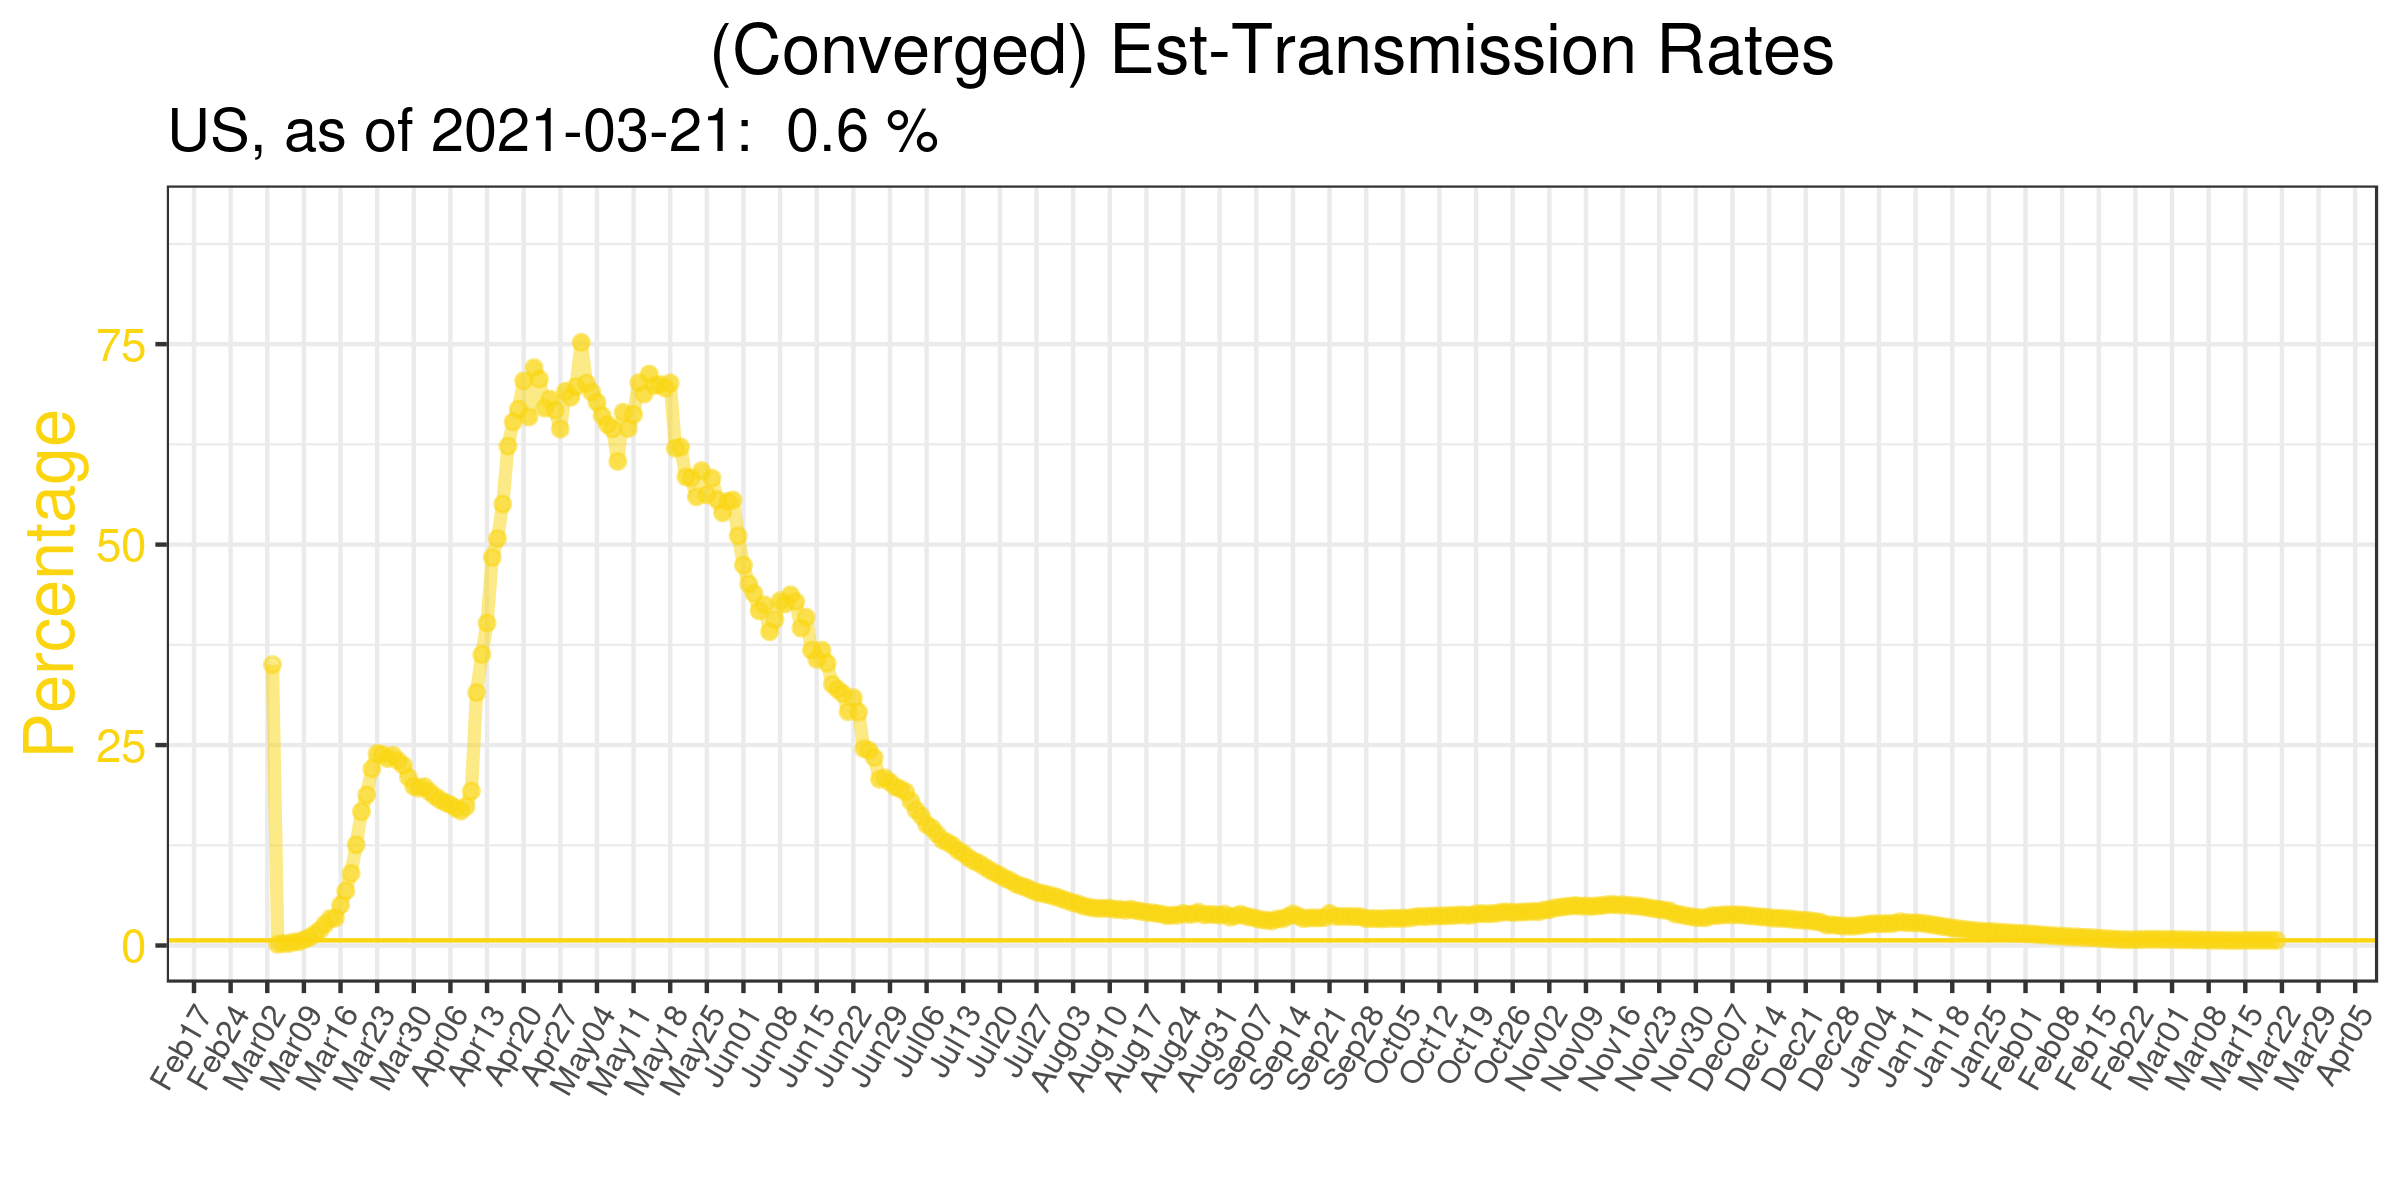 (Converged) Est-Transmission Rates
US, as of 2021-03-21:  0.6 %
Percentage
75
50
25
0
Feb17 Feb24 Mar02 Mar09 Mar16 Mar23 Mar30 Apr06 Apr13 Apr20 Apr27 May04 May11 May18 May25 Jun01 Jun08 Jun15 Jun22 Jun29 Jul06 Jul13 Jul20 Jul27 Aug03 Aug10 Aug17 Aug24 Aug31 Sep07 Sep14 Sep21 Sep28 Oct05 Oct12 Oct19 Oct26 Nov02 Nov09 Nov16 Nov23 Nov30 Dec07 Dec14 Dec21 Dec28 Jan04 Jan11 Jan18 Jan25 Feb01 Feb08 Feb15 Feb22 Mar01 Mar08 Mar15 Mar22 Mar29 Apr05